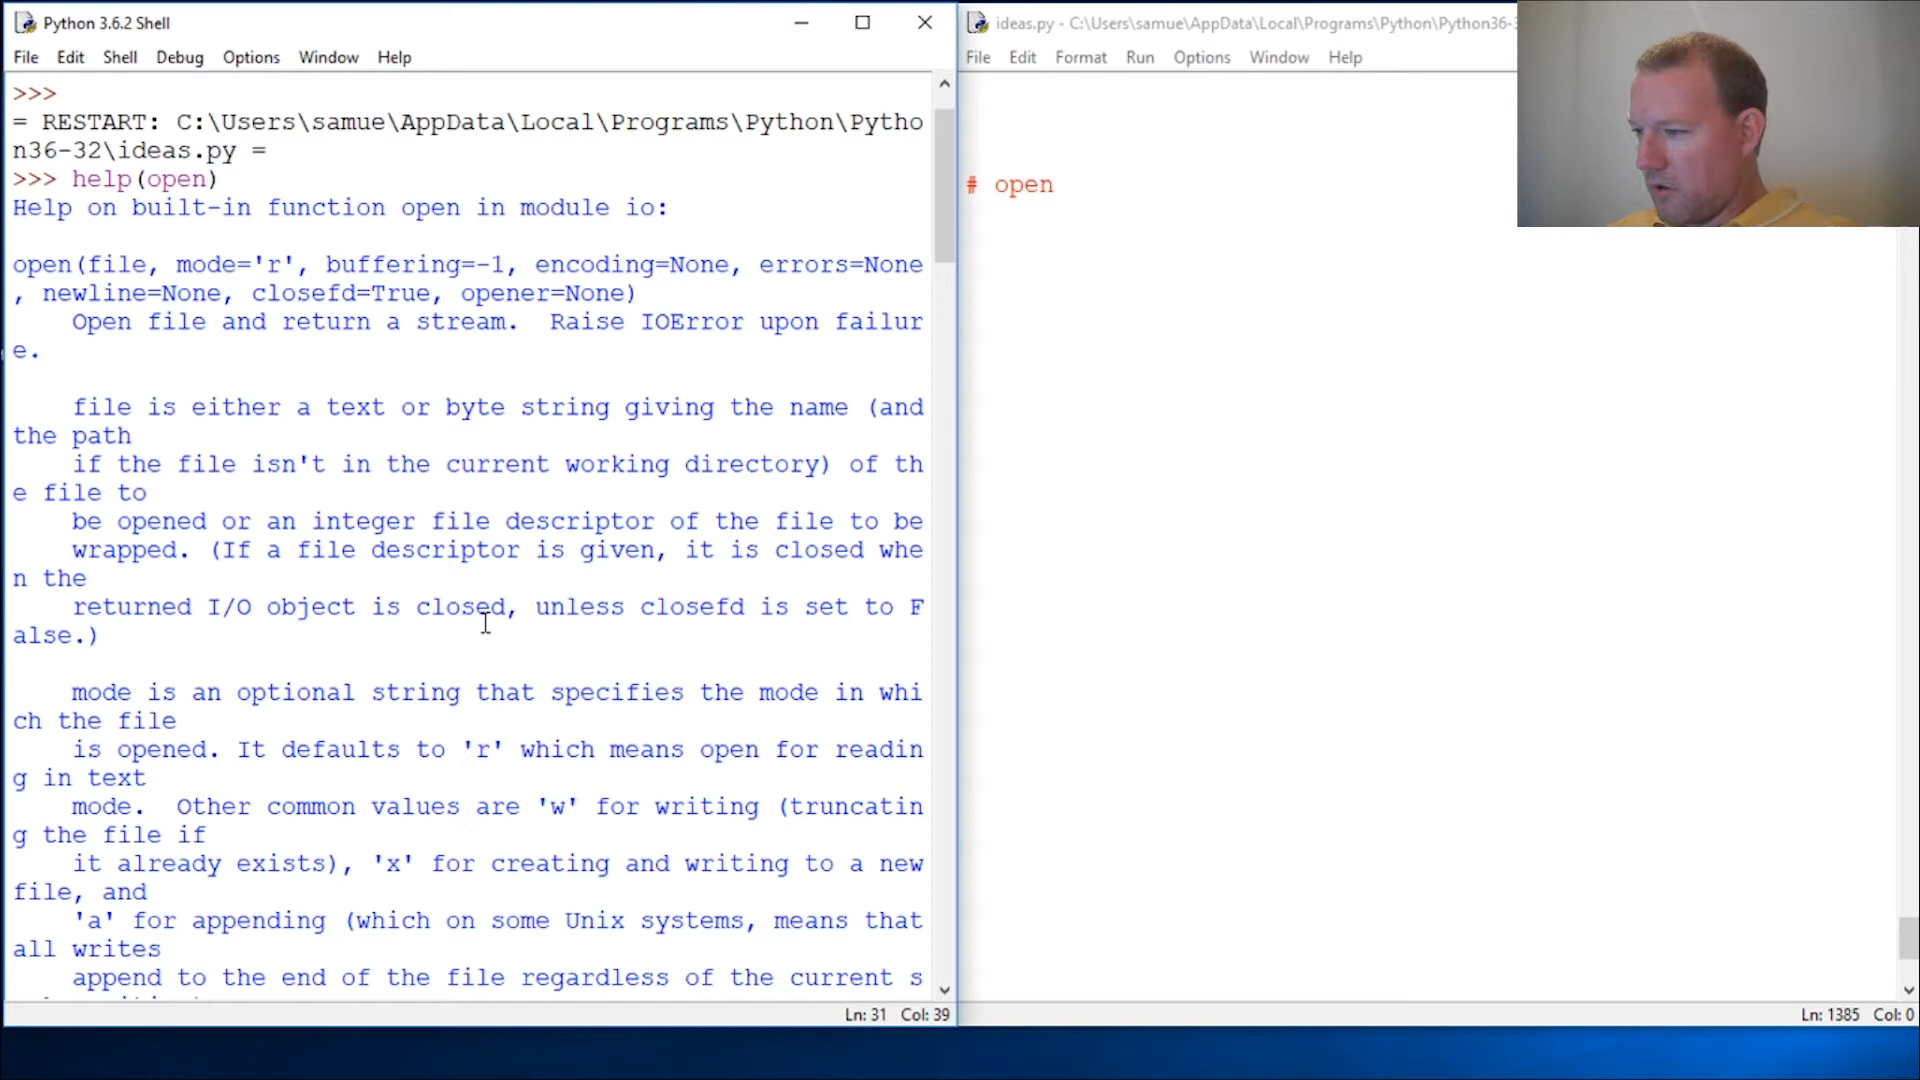 Python 3.6.2 Shell
File Edit Shell Debug Options Window Help
>>>
= RESTART: C:\Users\samue\AppData\Local\Programs\Python\Pytho
n36-32\ideas.py =
>>> help(open)
Help on built-in function open in module io:
open(file, mode='r', buffering=-1, encoding=None, errors=None
, newline=None, closefd=True, opener=None)
Open file and return a stream.  Raise IOError upon failur
e.
file is either a text or byte string giving the name (and
the path
if the file isn't in the current working directory) of th
e file to
be opened or an integer file descriptor of the file to be
wrapped. (If a file descriptor is given, it is closed whe
n the
returned I/O object is closed, unless closefd is set to F
alse.)
mode is an optional string that specifies the mode in whi
ch the file
is opened. It defaults to 'r' which means open for readin
g in text
mode.  Other common values are 'w' for writing (truncatin
g the file if
it already exists), 'x' for creating and writing to a new
file, and
'a' for appending (which on some Unix systems, means that
all writes
append to the end of the file regardless of the current s
Ln: 31 Col: 39
ideas.py - C:\Users\samue\AppData\Local\Programs\Python\Python36-3
File Edit Format Run Options Window Help
# open
Ln: 1385 Col: 0